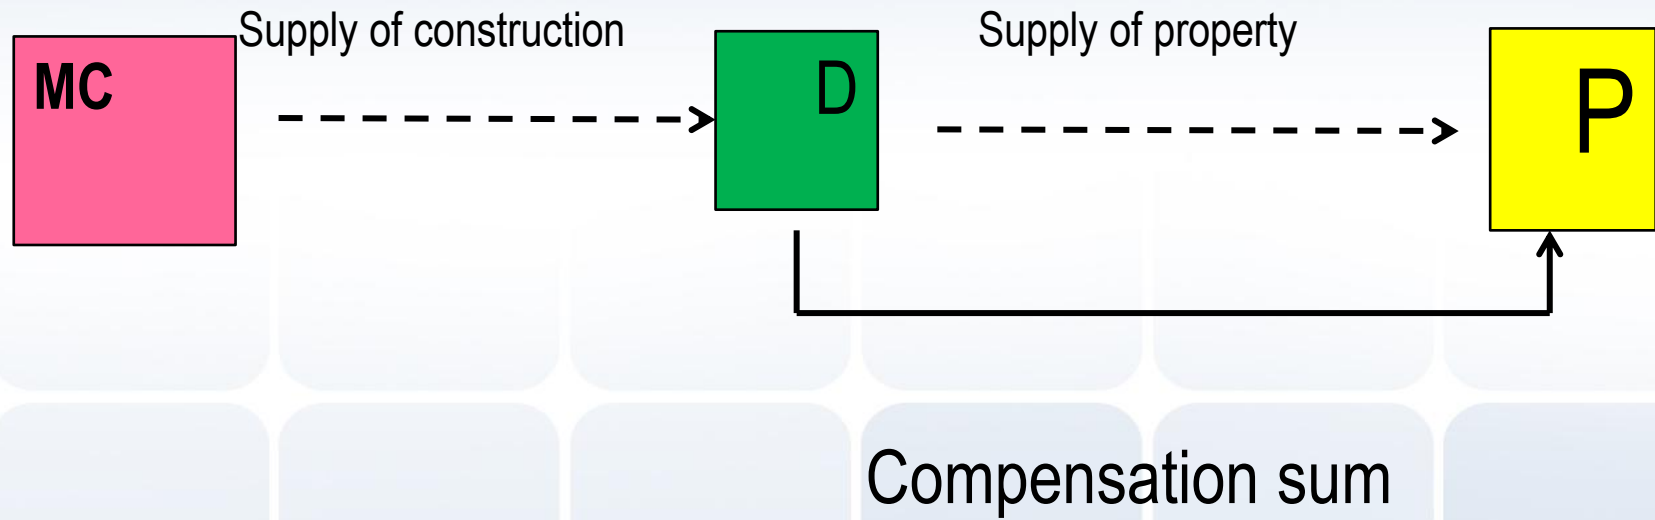 Supply of construction
Supply of property
MC
D
P
Compensation sum